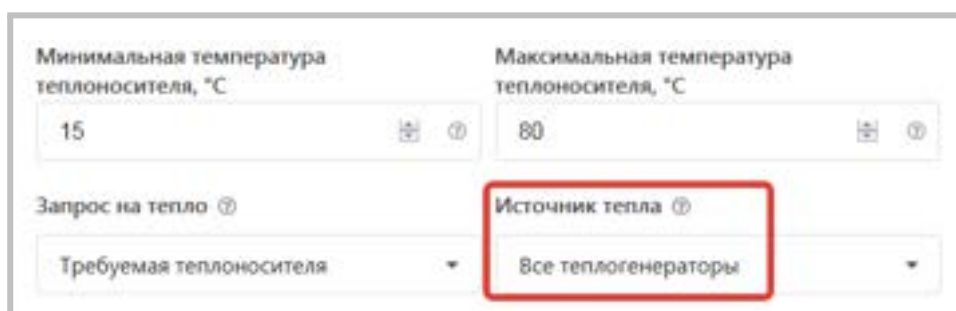 Минимальная температура
теплоносителя, °C
Максимальная температура
теплоносителя, °C
15
80
Запрос на тепло
Источник тепла
Требуемая теплоносителя
Все теплогенераторы